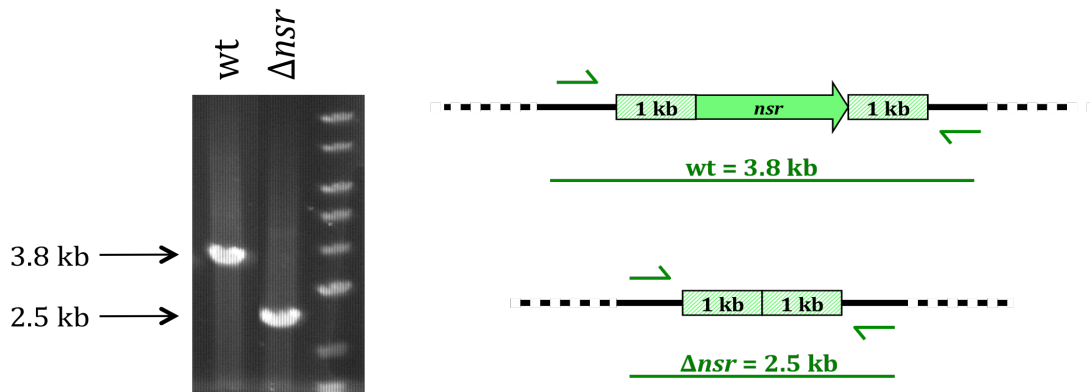 wt
Δnsr
3.8 kb
2.5 kb
1 kb nsr 1 kb
wt = 3.8 kb
1 kb 1 kb
Δnsr = 2.5 kb